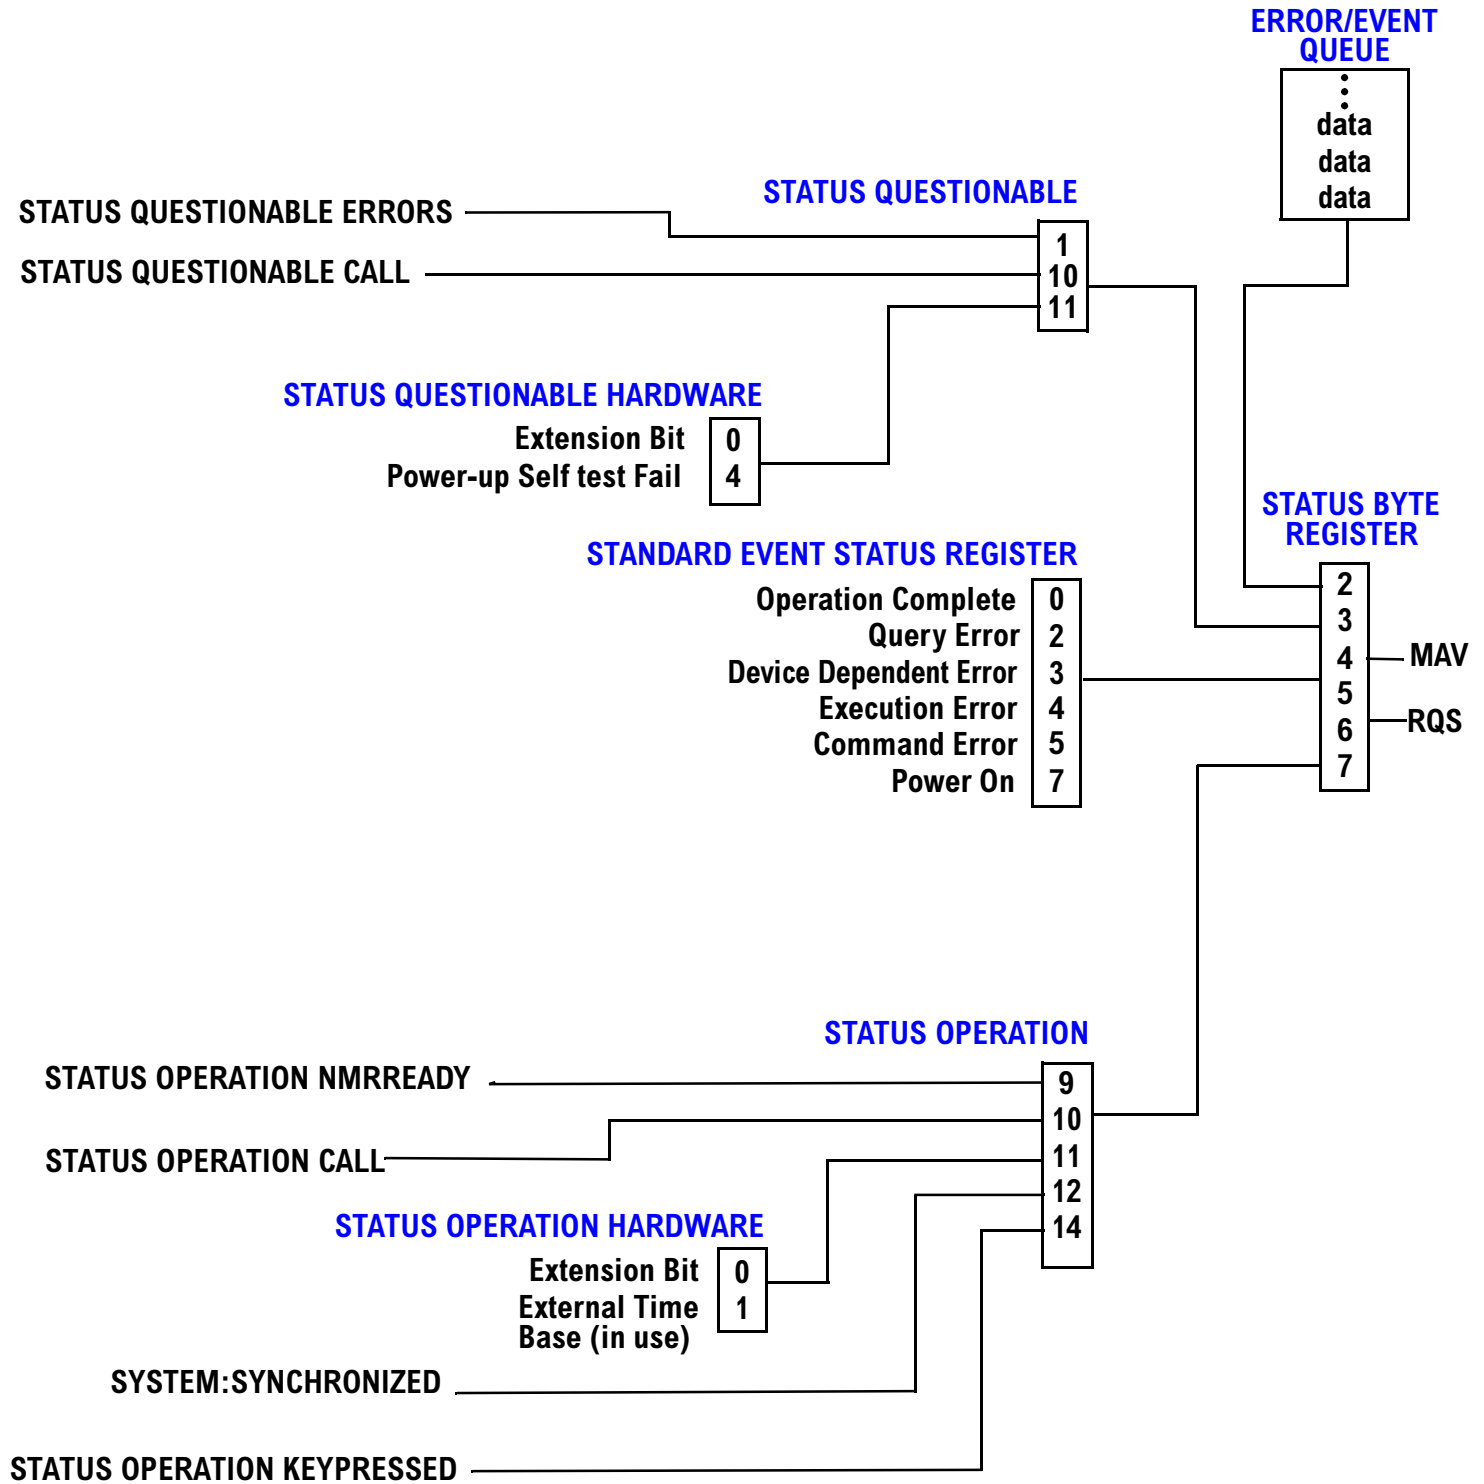 ERROR/EVENT
QUEUE
data
data
data
STATUS QUESTIONABLE
STATUS QUESTIONABLE ERRORS
1
STATUS QUESTIONABLE CALL
10
11
STATUS QUESTIONABLE HARDWARE
Extension Bit 0
Power-up Self test Fail 4
STATUS BYTE
REGISTER
2
3
4 MAV
5
6 RQS
7
STANDARD EVENT STATUS REGISTER
Operation Complete 0
Query Error 2
Device Dependent Error 3
Execution Error 4
Command Error 5
Power On 7
STATUS OPERATION
STATUS OPERATION NMRREADY
9
10
STATUS OPERATION CALL
11
12
14
STATUS OPERATION HARDWARE
Extension Bit 0
External Time 1
Base (in use)
SYSTEM:SYNCHRONIZED
STATUS OPERATION KEYPRESSED